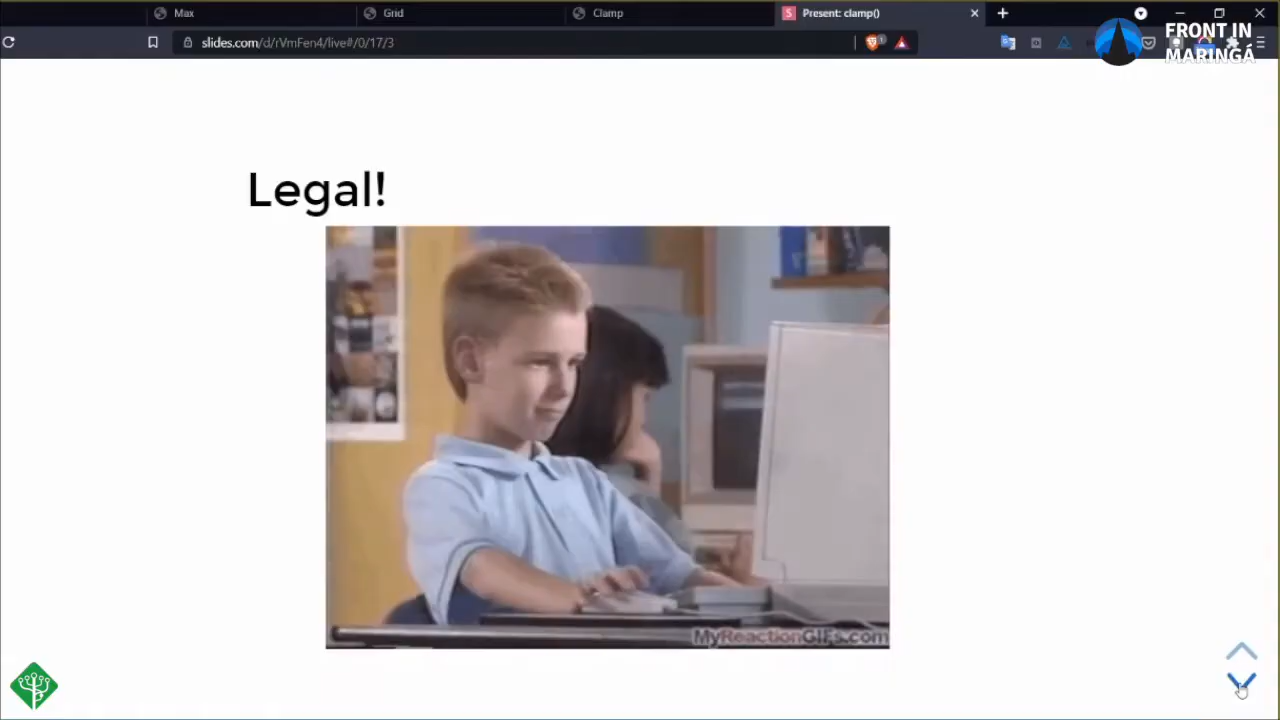 Max
Grid
Clamp
Present: clamp()
slides.com/d/rVmFen4/live#/0/17/3
FRONT IN
MARINGÁ
Legal!
MyReactionGIFs.com